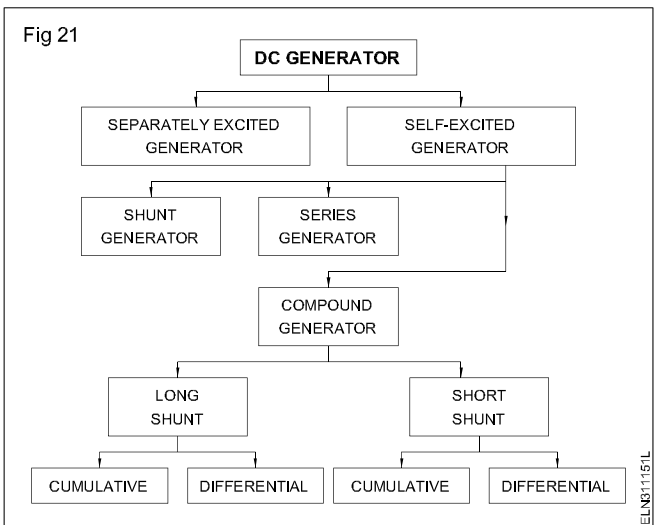 Fig 21
DC GENERATOR
SEPARATELY EXCITED
GENERATOR
SELF-EXCITED
GENERATOR
SHUNT
GENERATOR
SERIES
GENERATOR
COMPOUND
GENERATOR
LONG
SHUNT
SHORT
SHUNT
CUMULATIVE
DIFFERENTIAL
CUMULATIVE
DIFFERENTIAL
ELN311151L